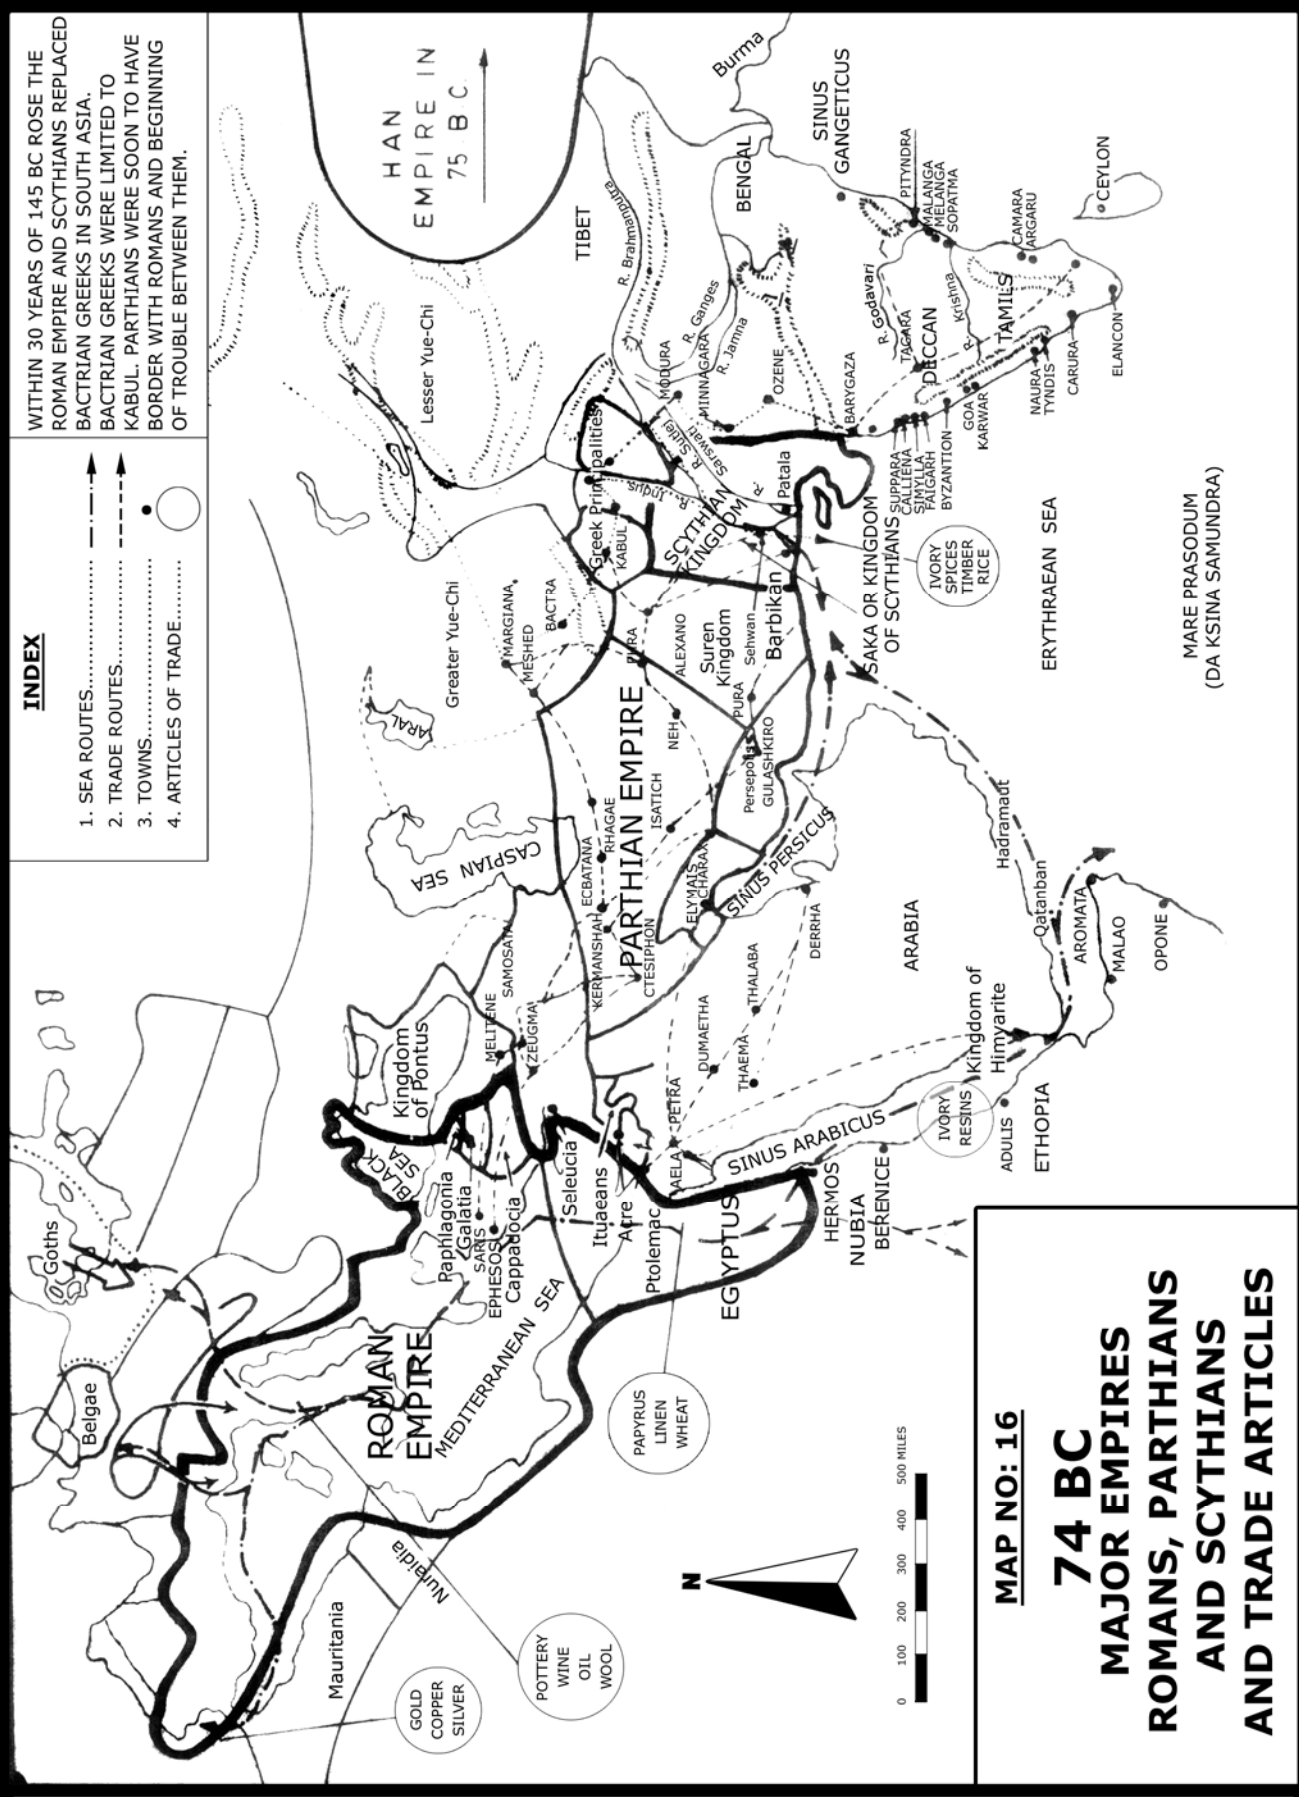 WITHIN 30 YEARS OF 145 BC ROSE THE
ROMAN EMPIRE AND SCYTHIANS REPLACED
BACTRIAN GREEKS IN SOUTH ASIA.
BACTRIAN GREEKS WERE LIMITED TO
KABUL. PARTHIANS WERE SOON TO HAVE
BORDER WITH ROMANS AND BEGINNING
OF TROUBLE BETWEEN THEM.
INDEX
1. SEA ROUTES
2. TRADE ROUTES
3. TOWNS
4. ARTICLES OF TRADE
HAN
EMPIRE IN
75 B C
Goths
Belgae
ROMAN
EMPIRE
MEDITERRANEAN SEA
BLACK
SEA
Kingdom
of Pontus
Raphlagonia
Galatia
SARIS
EPHESOS
Cappadocia
Seleucia
Ituaeans
Acre
Ptolemac
EGYPTUS
MELITENE
SAMOSATA
ZEUGMA
CASPIAN SEA
ARAL
Greater Yue-Chi
Lesser Yue-Chi
MARGIANA
MESHED
BACTRA
TIBET
Burma
BENGAL
SINUS
GANGETICUS
R. Brahmanputra
R. Ganges
R. Jamna
MODURA
MINNAGARA
OZENE
BARYGAZA
Greek Principalities
KABUL
R. Indus
R. Sutlej
R. Sarswati
SCYTHIAN
KINGDOM
Patala
Barbikan
Sehwan
Suren
Kingdom
ALEXANO
PURA
NEH
Persepolis
GULASHKIRO
ISATICH
PARTHIAN EMPIRE
RHAGAE
ECBATANA
KERMANSHAH
CTESIPHON
ELYMAIS
CHARAX
SINUS PERSICUS
DERRHA
THALABA
DUMAETHA
THAEMA
PETRA
AELA
ARABIA
SINUS ARABICUS
HERMOS
NUBIA
BERENICE
ADULIS
ETHOPIA
Kingdom of
Himyarite
Qatanban
Hadramaut
AROMATA
MALAO
OPONE
SAKA OR KINGDOM
OF SCYTHIANS
SUPPARA
CALLIENA
SIMYLLA
FAIGARH
BYZANTION
GOA
KARWAR
NAURA
TYNDIS
CARURA
ELANCON
TAGARA
DECCAN
R. Godavari
R. Krishna
TAMILS
PITYNDRA
MALANGA
MELANGA
SOPATMA
CAMARA
ARGARU
CEYLON
ERYTHRAEAN SEA
MARE PRASODUM
(DA KSINA SAMUNDRA)
IVORY
SPICES
TIMBER
RICE
IVORY
RESINS
PAPYRUS
LINEN
WHEAT
POTTERY
WINE
OIL
WOOL
GOLD
COPPER
SILVER
Mauritania
Numidia
N
0 100 200 300 400 500 MILES
MAP NO: 16
74 BC
MAJOR EMPIRES
ROMANS, PARTHIANS
AND SCYTHIANS
AND TRADE ARTICLES